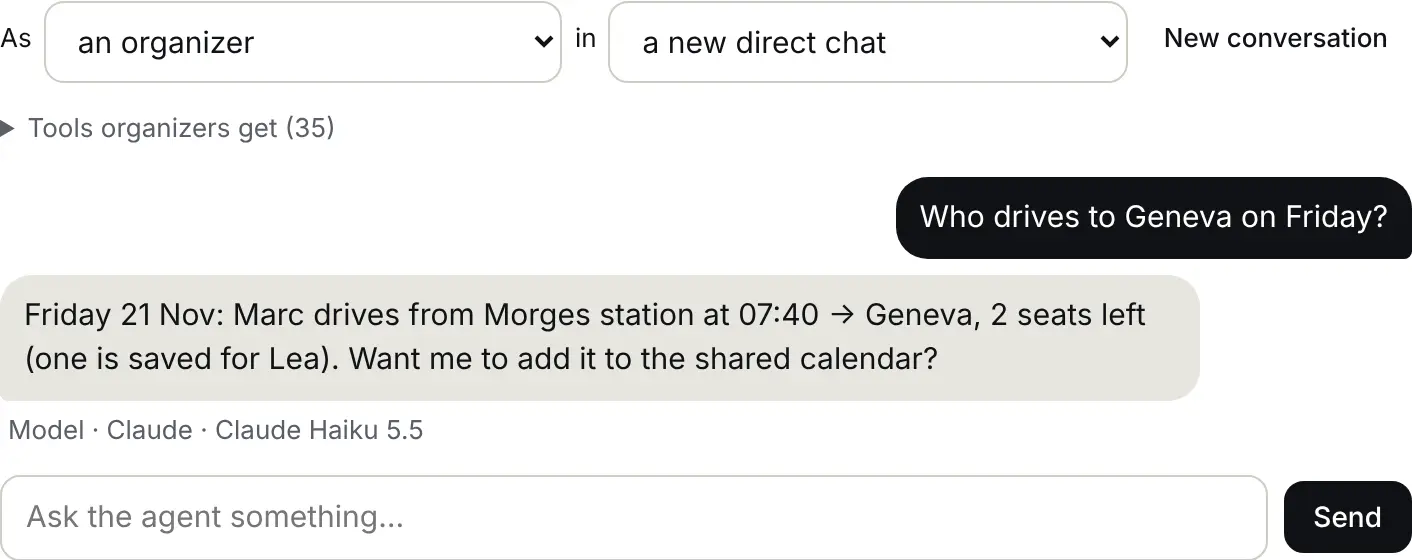 As an organizer in a new direct chat New conversation
Tools organizers get (35)
Who drives to Geneva on Friday?
Friday 21 Nov: Marc drives from Morges station at 07:40 → Geneva, 2 seats left
(one is saved for Lea). Want me to add it to the shared calendar?
Model · Claude · Claude Haiku 5.5
Ask the agent something...
Send